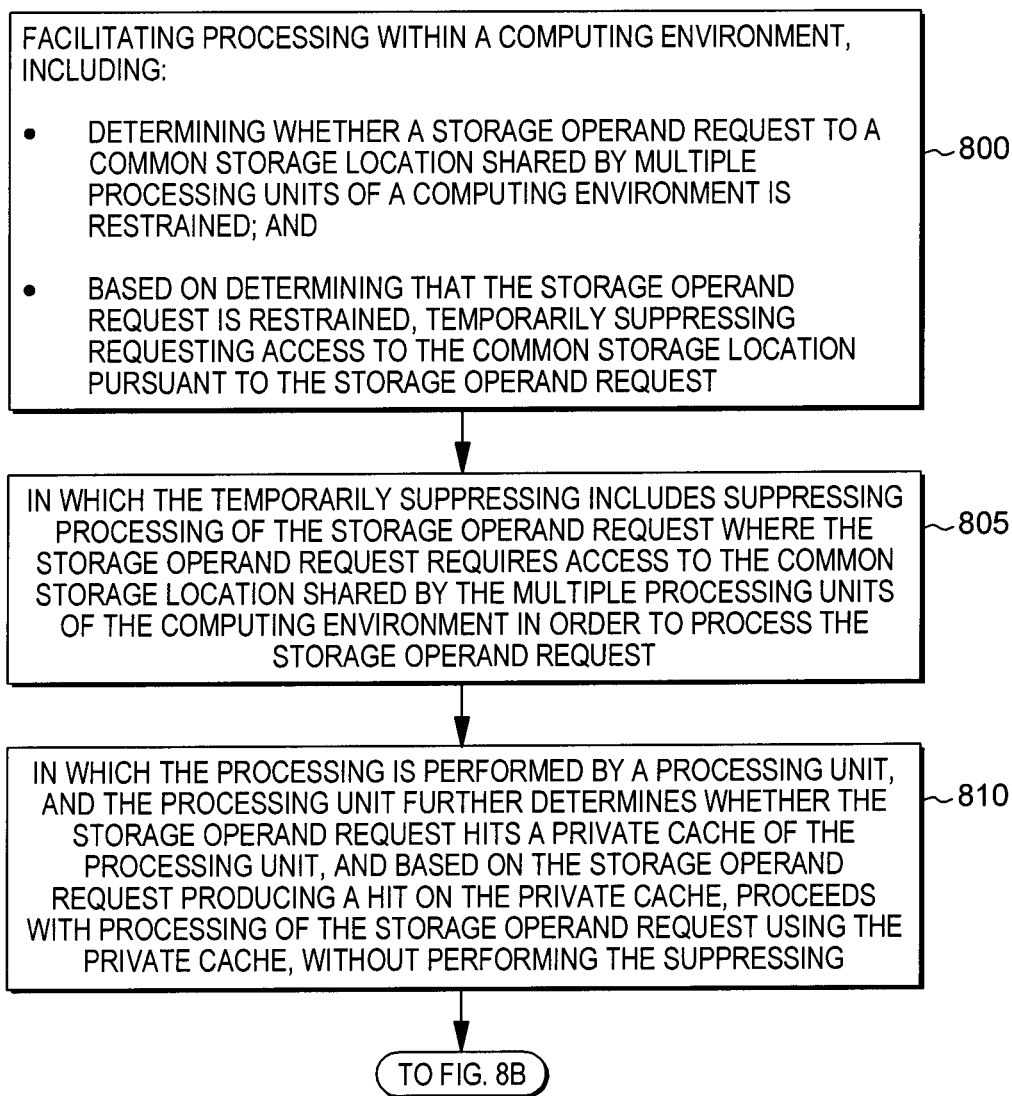 FACILITATING PROCESSING WITHIN A COMPUTING ENVIRONMENT,
INCLUDING:
• DETERMINING WHETHER A STORAGE OPERAND REQUEST TO A
COMMON STORAGE LOCATION SHARED BY MULTIPLE
PROCESSING UNITS OF A COMPUTING ENVIRONMENT IS
RESTRAINED; AND
• BASED ON DETERMINING THAT THE STORAGE OPERAND
REQUEST IS RESTRAINED, TEMPORARILY SUPPRESSING
REQUESTING ACCESS TO THE COMMON STORAGE LOCATION
PURSUANT TO THE STORAGE OPERAND REQUEST
800
IN WHICH THE TEMPORARILY SUPPRESSING INCLUDES SUPPRESSING
PROCESSING OF THE STORAGE OPERAND REQUEST WHERE THE
STORAGE OPERAND REQUEST REQUIRES ACCESS TO THE COMMON
STORAGE LOCATION SHARED BY THE MULTIPLE PROCESSING UNITS
OF THE COMPUTING ENVIRONMENT IN ORDER TO PROCESS THE
STORAGE OPERAND REQUEST
805
IN WHICH THE PROCESSING IS PERFORMED BY A PROCESSING UNIT,
AND THE PROCESSING UNIT FURTHER DETERMINES WHETHER THE
STORAGE OPERAND REQUEST HITS A PRIVATE CACHE OF THE
PROCESSING UNIT, AND BASED ON THE STORAGE OPERAND
REQUEST PRODUCING A HIT ON THE PRIVATE CACHE, PROCEEDS
WITH PROCESSING OF THE STORAGE OPERAND REQUEST USING THE
PRIVATE CACHE, WITHOUT PERFORMING THE SUPPRESSING
810
TO FIG. 8B